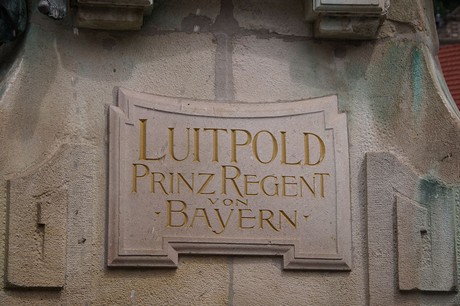 LUITPOLD
PRINZ REGENT
VON
· BAYERN ·